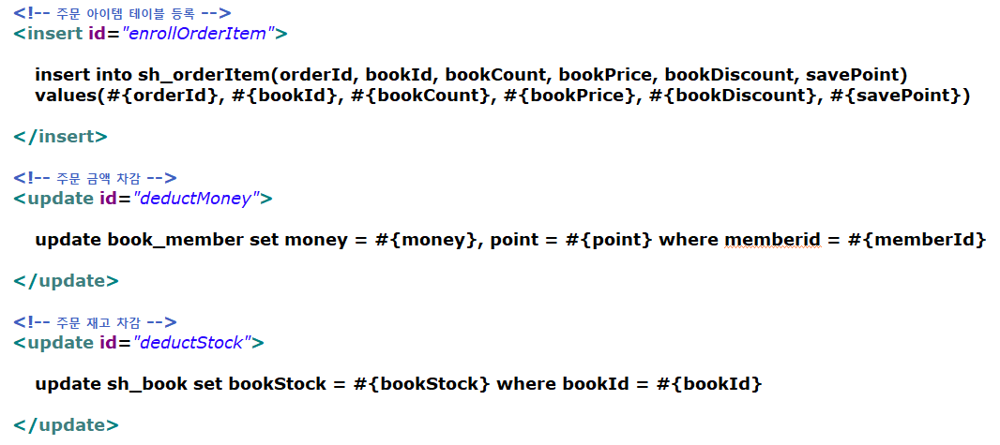 <!-- 주문 아이템 테이블 등록 -->
<insert id="enrollOrderItem">
insert into sh_orderItem(orderId, bookId, bookCount, bookPrice, bookDiscount, savePoint)
values(#{orderId}, #{bookId}, #{bookCount}, #{bookPrice}, #{bookDiscount}, #{savePoint})
</insert>
<!-- 주문 금액 차감 -->
<update id="deductMoney">
update book_member set money = #{money}, point = #{point} where memberid = #{memberId}
</update>
<!-- 주문 재고 차감 -->
<update id="deductStock">
update sh_book set bookStock = #{bookStock} where bookId = #{bookId}
</update>